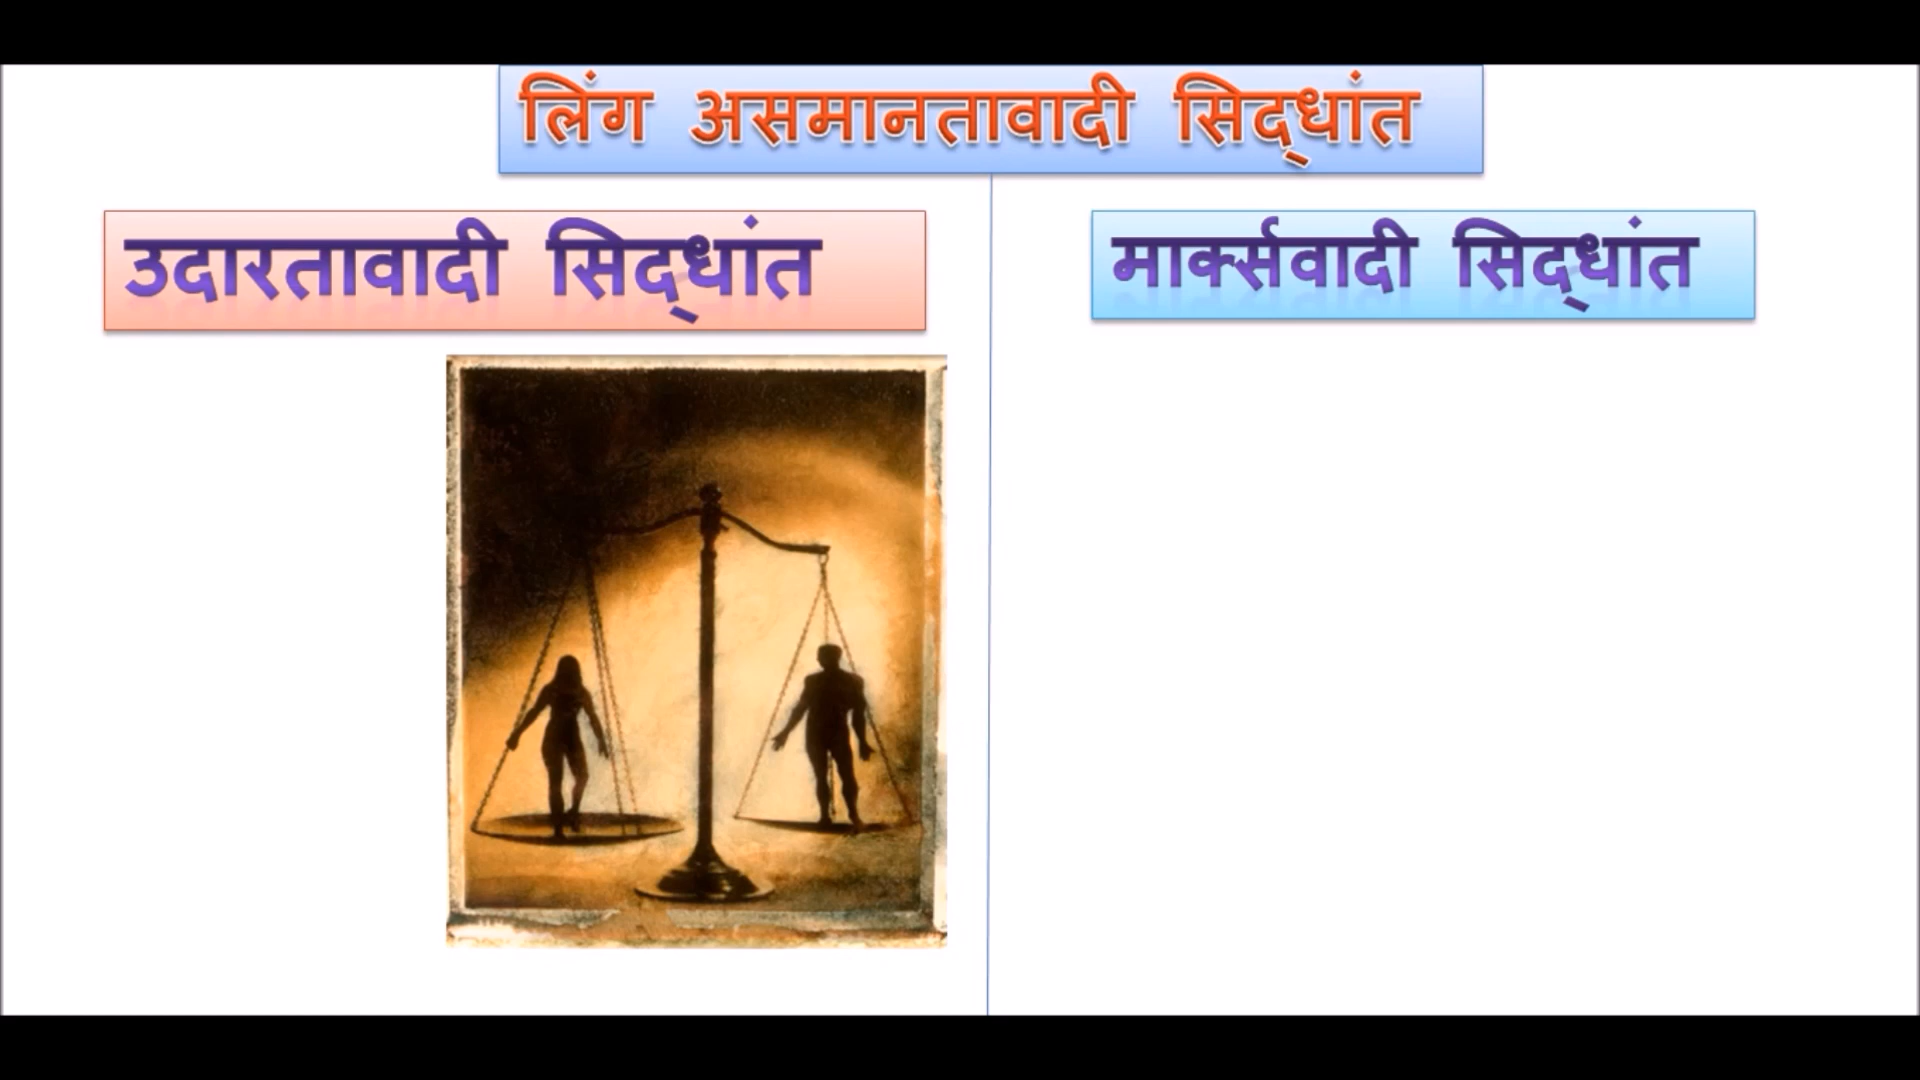 लिंग असमानतावादी सिद्धांत
उदारतावादी सिद्धांत
मार्क्सवादी सिद्धांत